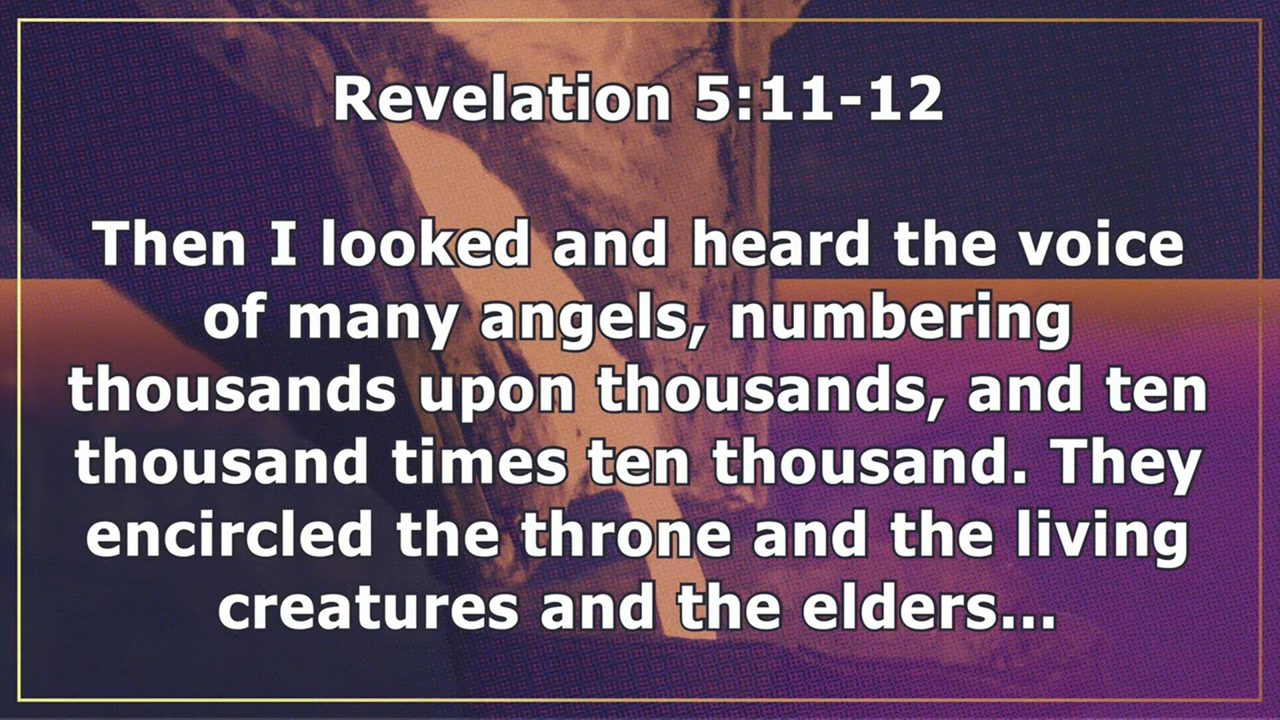 Revelation 5:11-12
Then I looked and heard the voice
of many angels, numbering
thousands upon thousands, and ten
thousand times ten thousand. They
encircled the throne and the living
creatures and the elders...